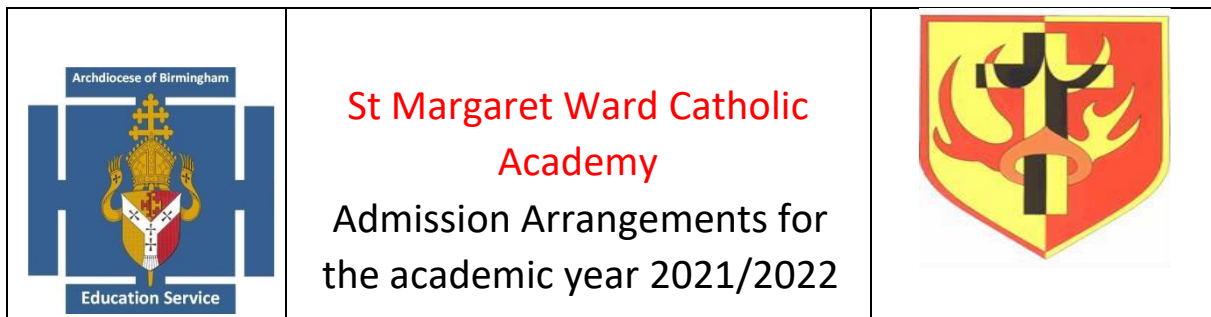 Archdiocese of Birmingham
Education Service
St Margaret Ward Catholic
Academy
Admission Arrangements for
the academic year 2021/2022